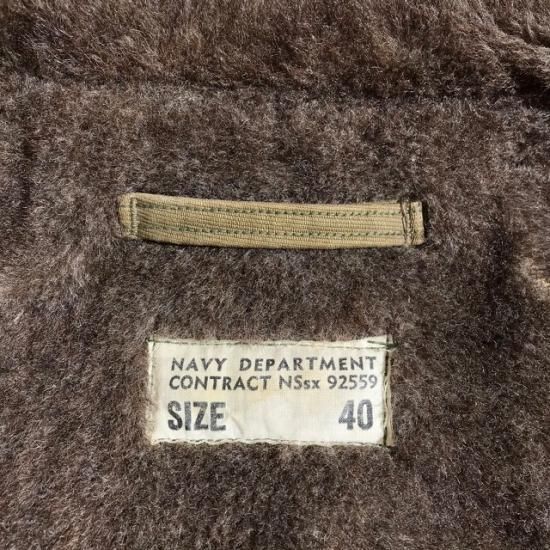 NAVY DEPARTMENT
CONTRACT NSsx 92559
SIZE 40